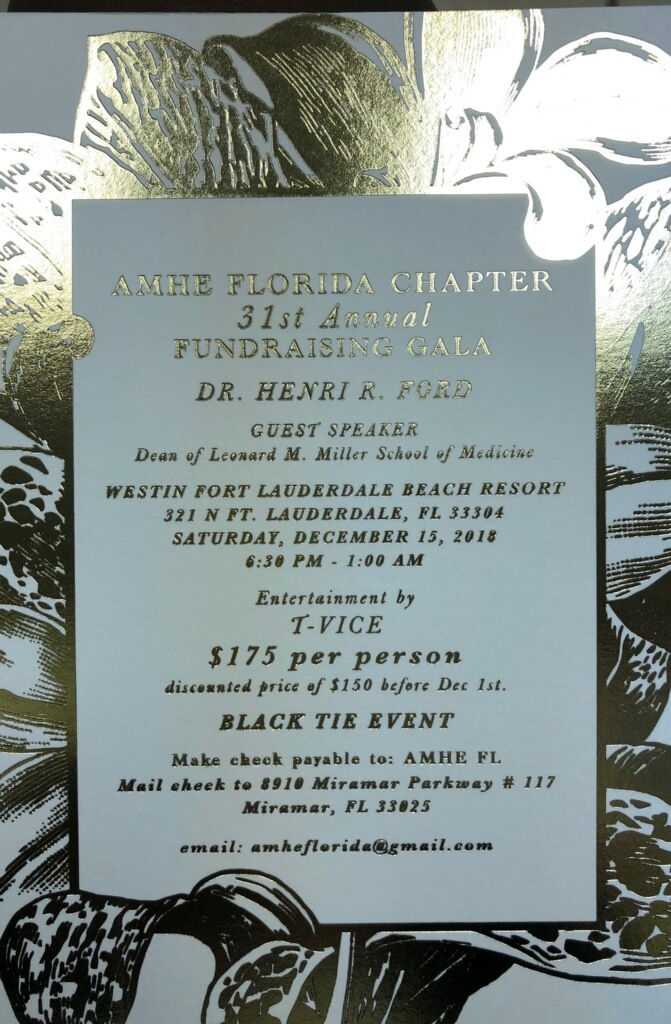 AMHE FLORIDA CHAPTER
31st Annual
FUNDRAISING GALA
DR. HENRI R. FORD
GUEST SPEAKER
Dean of Leonard M. Miller School of Medicine
WESTIN FORT LAUDERDALE BEACH RESORT
321 N FT. LAUDERDALE, FL 33304
SATURDAY, DECEMBER 15, 2018
6:30 PM - 1:00 AM
Entertainment by
T-VICE
$175 per person
discounted price of $150 before Dec 1st.
BLACK TIE EVENT
Make check payable to: AMHE FL
Mail check to 8910 Miramar Parkway # 117
Miramar, FL 33025
email: amheflorida@gmail.com